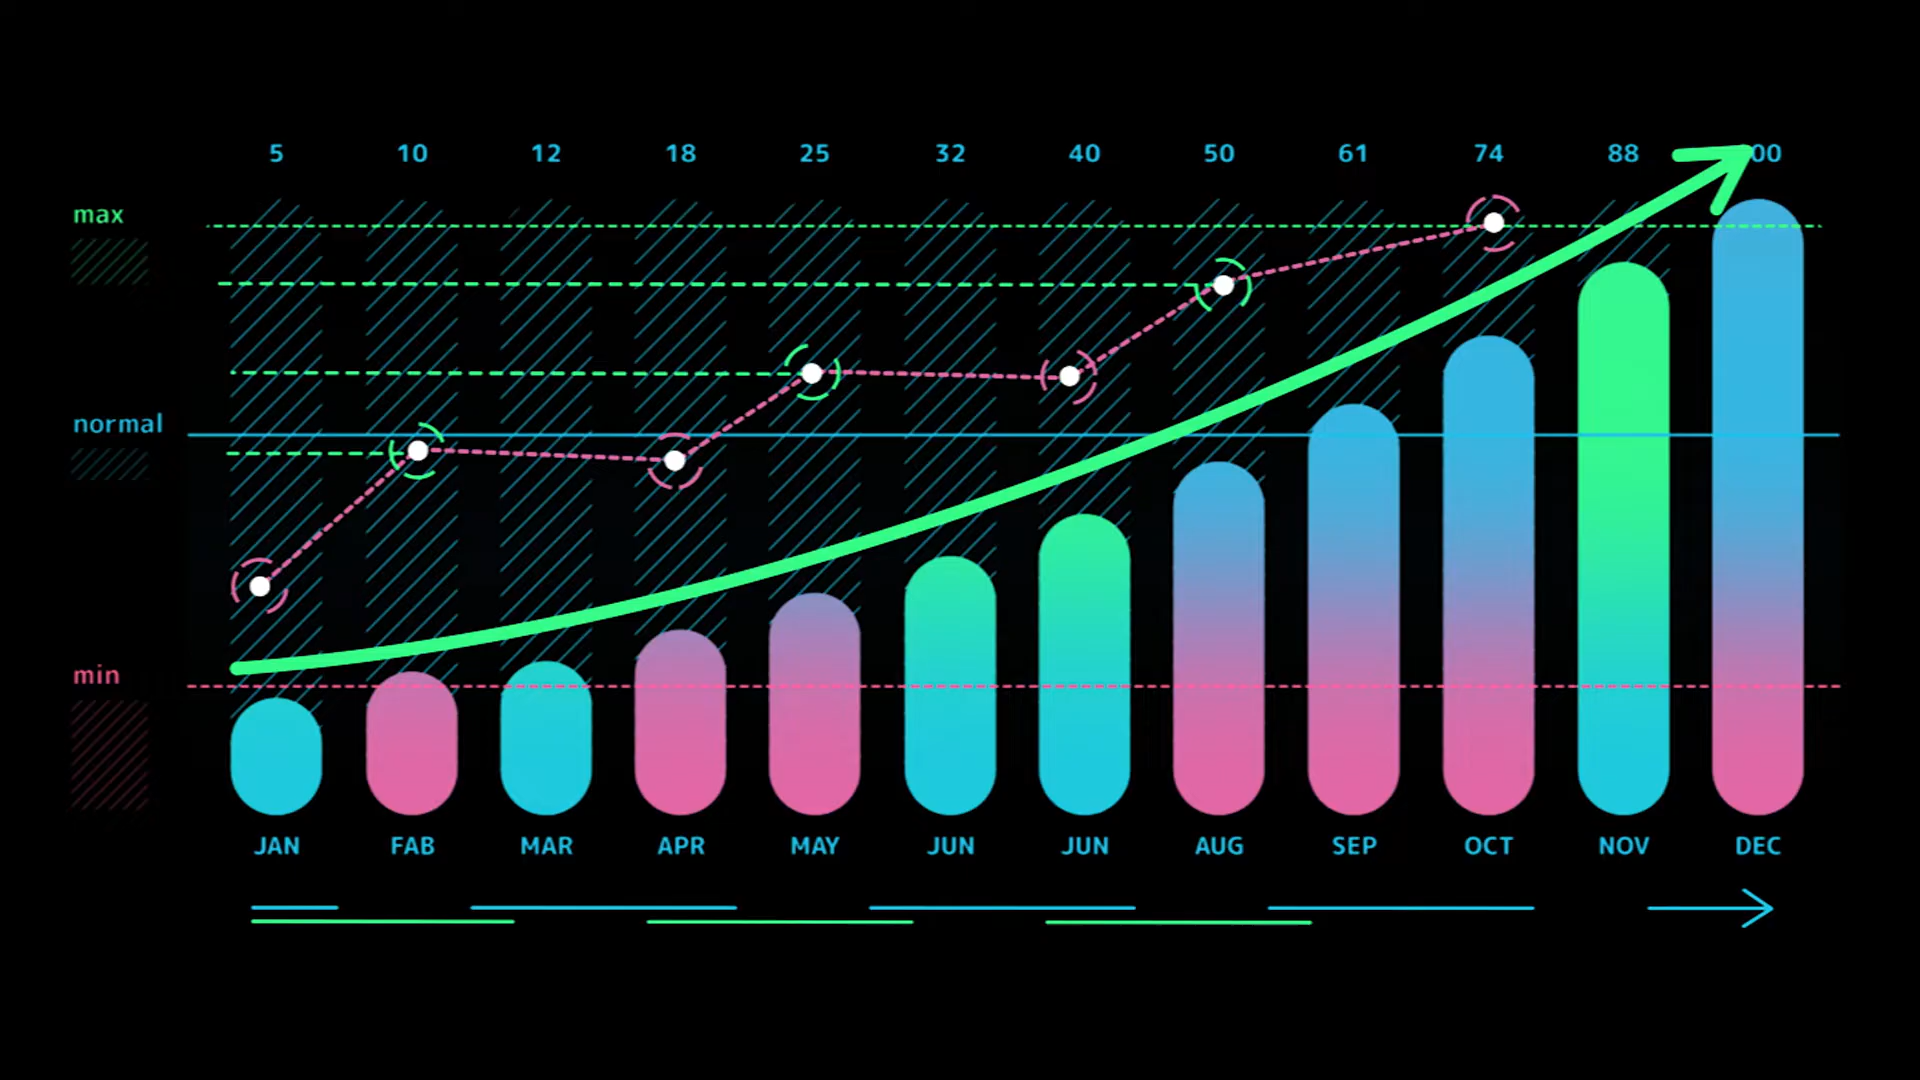 5 10 12 18 25 32 40 50 61 74 88 00
max
normal
min
JAN FAB MAR APR MAY JUN JUN AUG SEP OCT NOV DEC